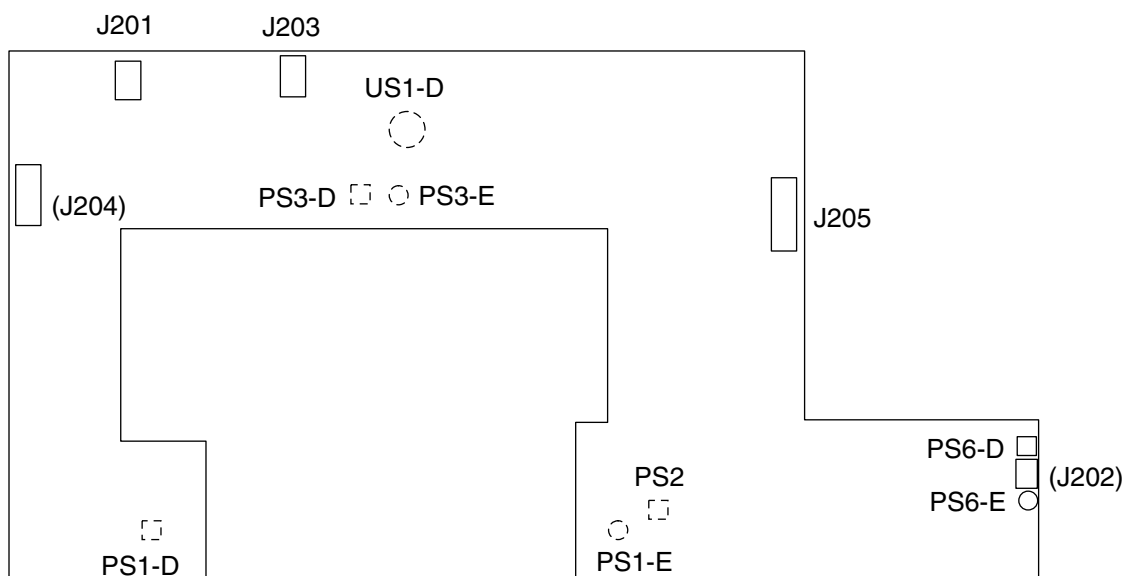 J201
J203
US1-D
PS3-D
PS3-E
(J204)
J205
PS6-D
PS2
(J202)
PS6-E
PS1-D
PS1-E